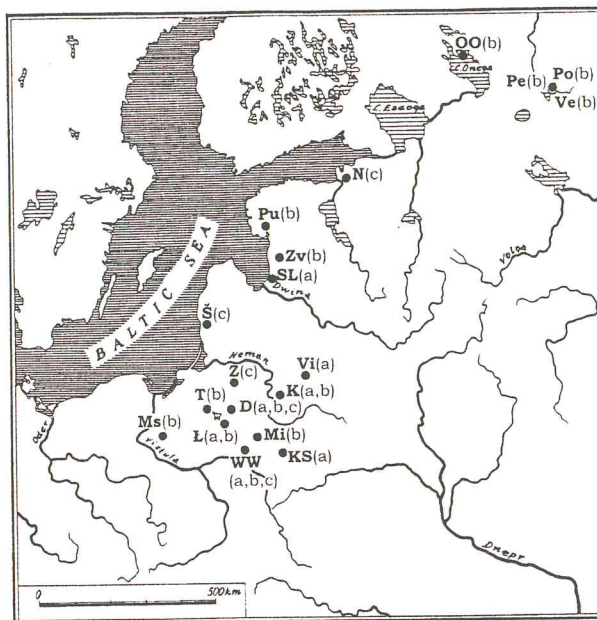 OO(b)
L.Onega
Pe(b) Po(b)
Ve(b)
L.Ładoga
N(c)
Pu(b)
Volga
Zv(b)
SL(a)
Dwina
BALTIC SEA
Š(c)
Neman
Vi(a)
Ż(c)
K(a,b)
T(b) D(a,b,c)
Ms(b)
Oder
Ł(a,b) Mi(b)
Vistula
WW KS(a)
(a,b,c)
Dnepr
0 500km